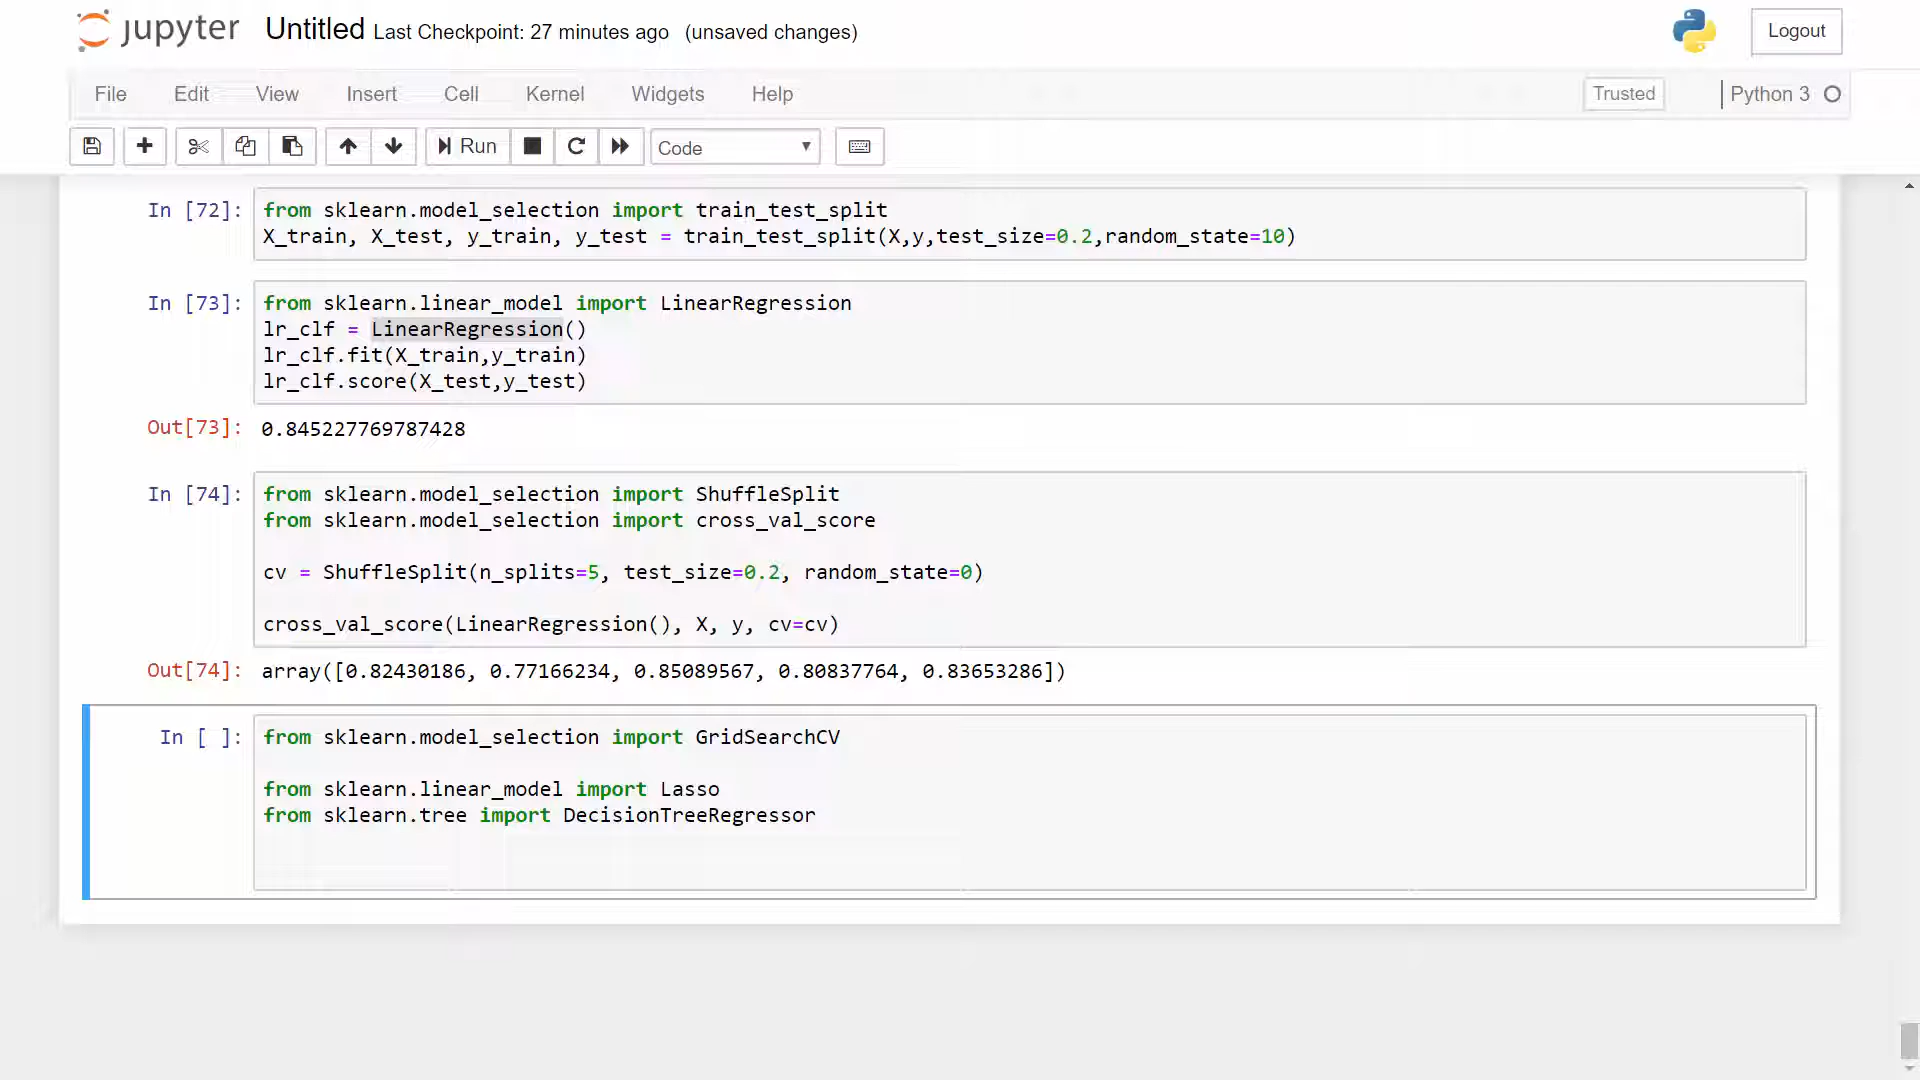 jupyter Untitled Last Checkpoint: 27 minutes ago (unsaved changes) Logout
File Edit View Insert Cell Kernel Widgets Help Trusted Python 3
Run Code
In [72]: from sklearn.model_selection import train_test_split
X_train, X_test, y_train, y_test = train_test_split(X,y,test_size=0.2,random_state=10)
In [73]: from sklearn.linear_model import LinearRegression
lr_clf = LinearRegression()
lr_clf.fit(X_train,y_train)
lr_clf.score(X_test,y_test)
Out[73]: 0.845227769787428
In [74]: from sklearn.model_selection import ShuffleSplit
from sklearn.model_selection import cross_val_score
cv = ShuffleSplit(n_splits=5, test_size=0.2, random_state=0)
cross_val_score(LinearRegression(), X, y, cv=cv)
Out[74]: array([0.82430186, 0.77166234, 0.85089567, 0.80837764, 0.83653286])
In [ ]: from sklearn.model_selection import GridSearchCV
from sklearn.linear_model import Lasso
from sklearn.tree import DecisionTreeRegressor